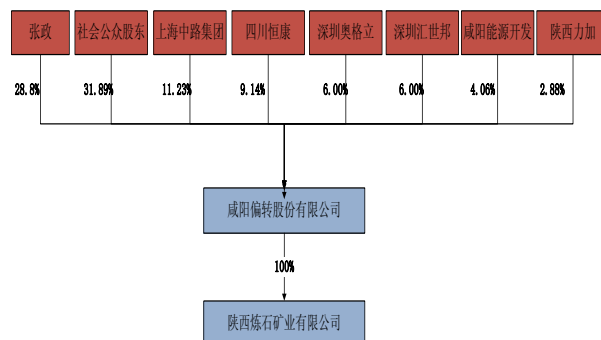 张政 社会公众股东 上海中路集团 四川恒康 深圳奥格立 深圳汇世邦 咸阳能源开发 陕西力加
28.8% 31.89% 11.23% 9.14% 6.00% 6.00% 4.06% 2.88%
咸阳偏转股份有限公司
100%
陕西炼石矿业有限公司